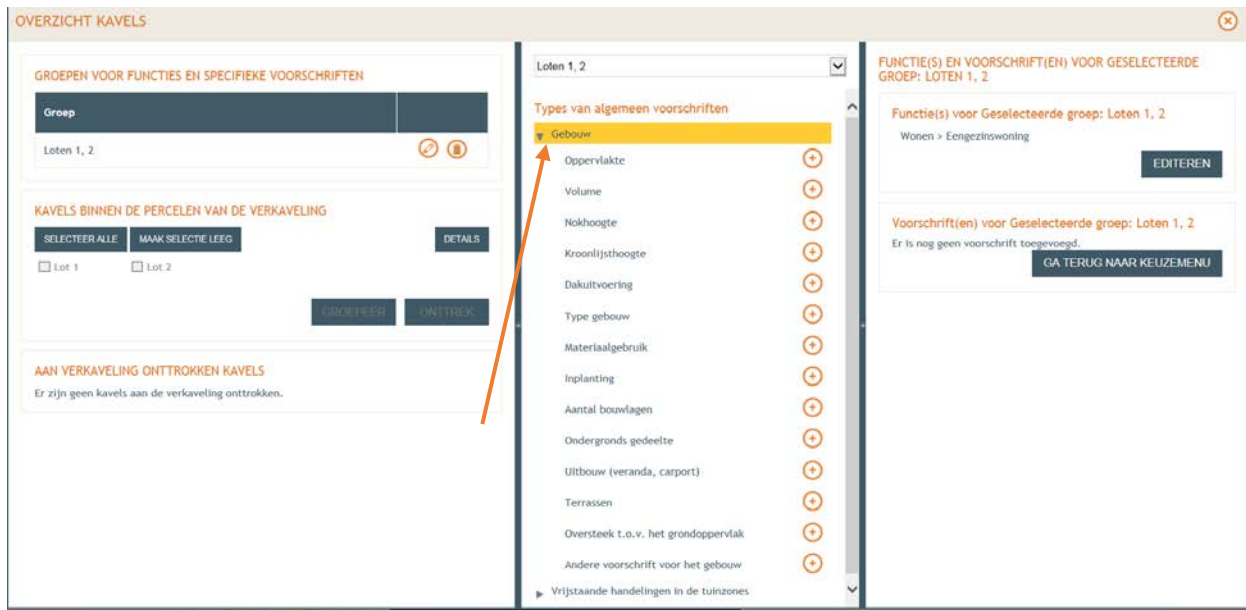 OVERZICHT KAVELS
GROEPEN VOOR FUNCTIES EN SPECIFIEKE VOORSCHRIFTEN
Groep
Loten 1, 2
KAVELS BINNEN DE PERCELEN VAN DE VERKAVELING
SELECTEER ALLE MAAK SELECTIE LEEG DETAILS
Lot 1 Lot 2
GROEPEER ONTTREK
AAN VERKAVELING ONTTROKKEN KAVELS
Er zijn geen kavels aan de verkaveling onttrokken.
Loten 1, 2
Types van algemeen voorschriften
Gebouw
Oppervlakte
Volume
Nokhoogte
Kroonlijsthoogte
Dakuitvoering
Type gebouw
Materiaalgebruik
Inplanting
Aantal bouwlagen
Ondergronds gedeelte
Uitbouw (veranda, carport)
Terrassen
Oversteek t.o.v. het grondoppervlak
Andere voorschrift voor het gebouw
Vrijstaande handelingen in de tuinzones
FUNCTIE(S) EN VOORSCHRIFT(EN) VOOR GESELECTEERDE
GROEP: LOTEN 1, 2
Functie(s) voor Geselecteerde groep: Loten 1, 2
Wonen > Eengezinswoning
EDITEREN
Voorschrift(en) voor Geselecteerde groep: Loten 1, 2
Er is nog geen voorschrift toegevoegd.
GA TERUG NAAR KEUZEMENU